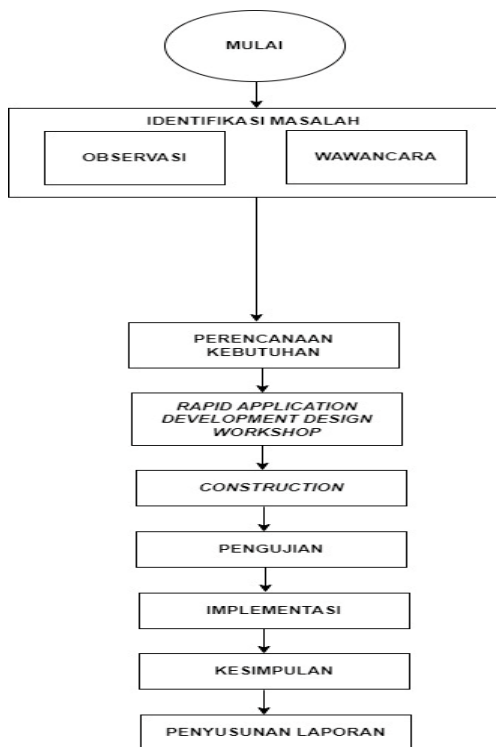 MULAI
IDENTIFIKASI MASALAH
OBSERVASI
WAWANCARA
PERENCANAAN
KEBUTUHAN
RAPID APPLICATION
DEVELOPMENT DESIGN
WORKSHOP
CONSTRUCTION
PENGUJIAN
IMPLEMENTASI
KESIMPULAN
PENYUSUNAN LAPORAN